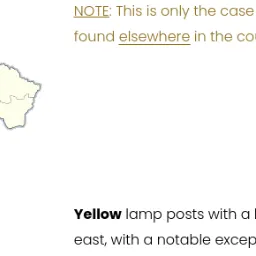 NOTE: This is only the case
found elsewhere in the cou
Yellow lamp posts with a
east, with a notable excep